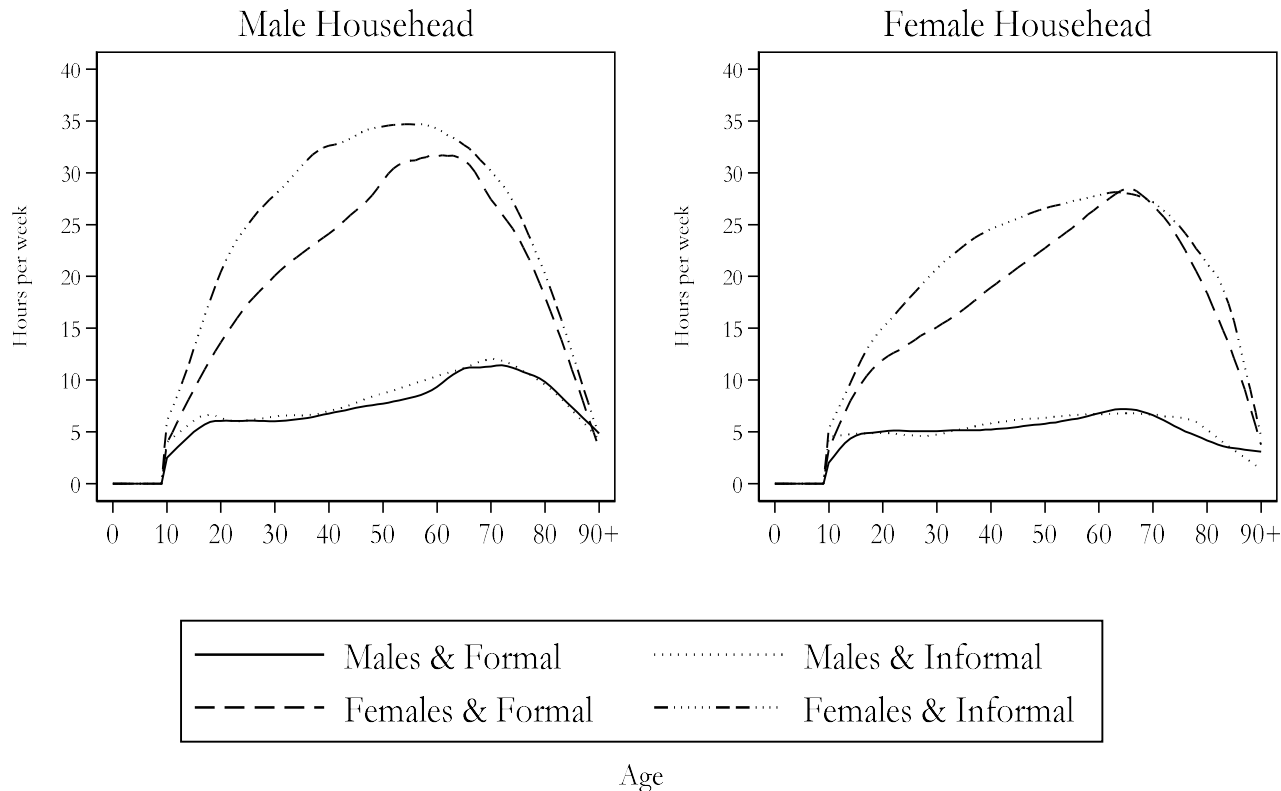 Male Househead
Female Househead
Hours per week
40
35
30
25
20
15
10
5
0
0 10 20 30 40 50 60 70 80 90+
Hours per week
40
35
30
25
20
15
10
5
0
0 10 20 30 40 50 60 70 80 90+
Males & Formal
Males & Informal
Females & Formal
Females & Informal
Age